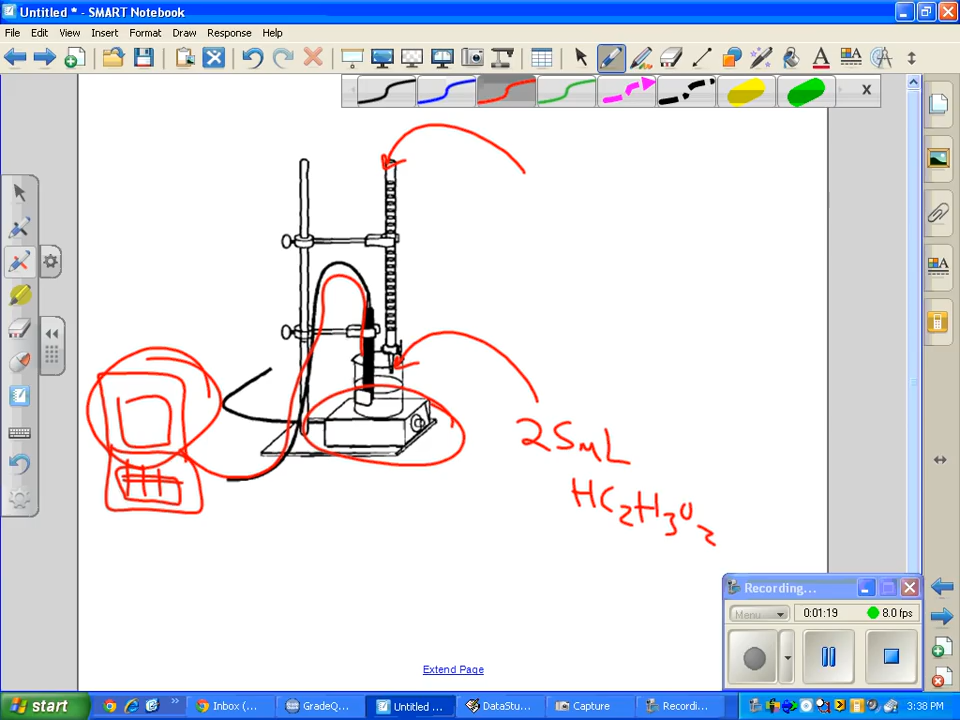 Untitled * - SMART Notebook
File Edit View Insert Format Draw Response Help
25mL
HC2H3O2
Recording...
Menu
0:01:19
8.0 fps
Extend Page
start
Inbox (...
GradeQ...
Untitled ...
DataStu...
Capture
Recordi...
3:38 PM